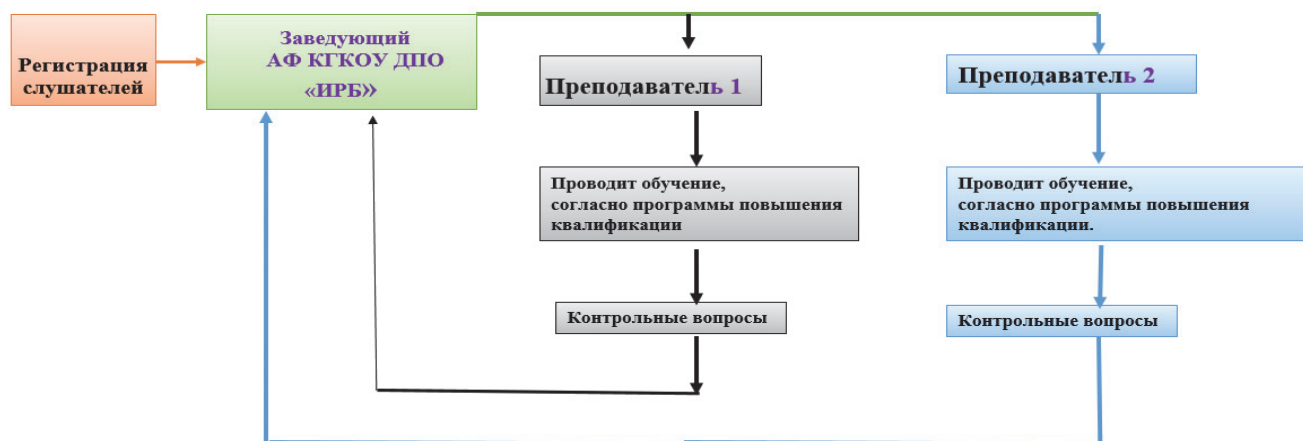 Регистрация
слушателей
Заведующий
АФ КГКОУ ДПО
«ИРБ»
Преподаватель 1
Преподаватель 2
Проводит обучение,
согласно программы повышения
квалификации
Проводит обучение,
согласно программы повышения
квалификации.
Контрольные вопросы
Контрольные вопросы